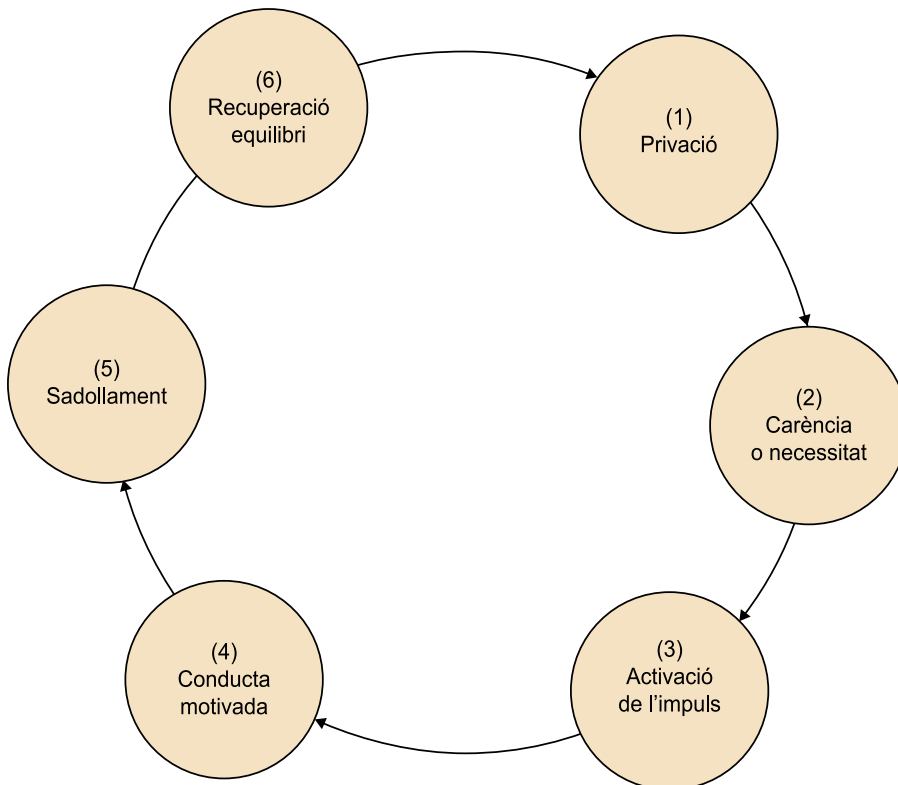 (1)
Privació
(2)
Carència
o necessitat
(3)
Activació
de l’impuls
(4)
Conducta
motivada
(5)
Sadollament
(6)
Recuperació
equilibri